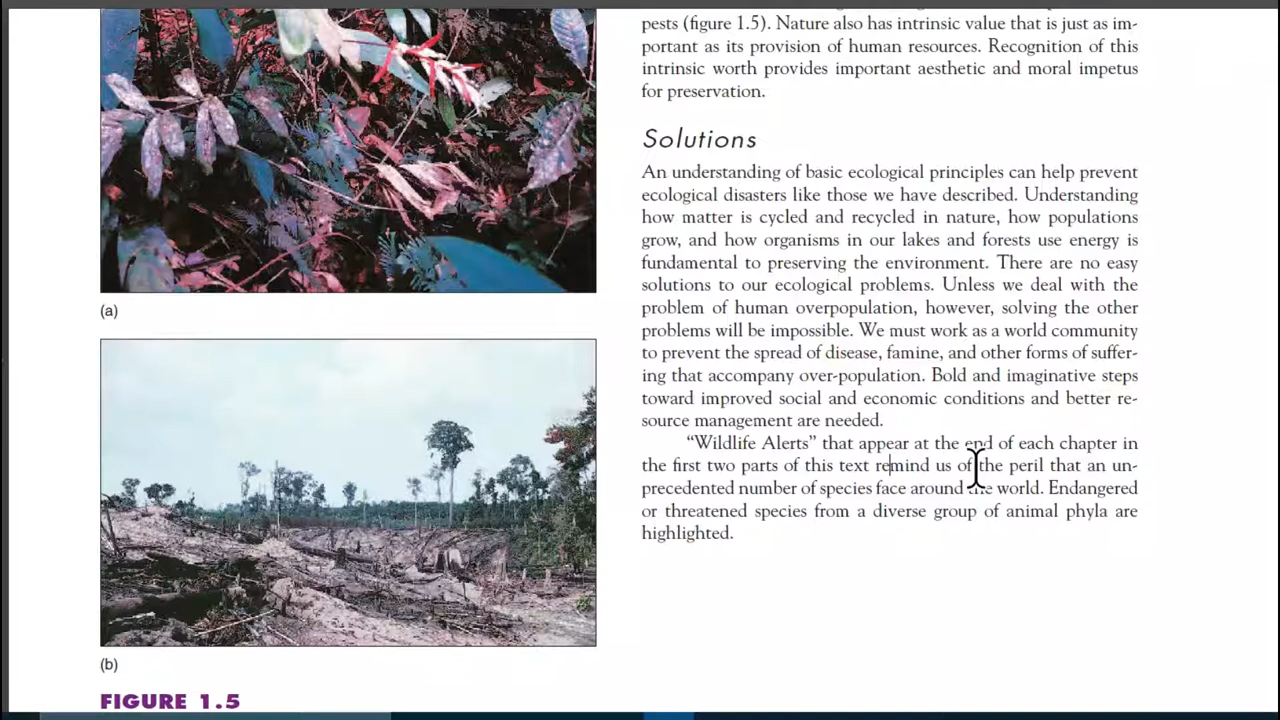 pests (figure 1.5). Nature also has intrinsic value that is just as im-
portant as its provision of human resources. Recognition of this
intrinsic worth provides important aesthetic and moral impetus
for preservation.
Solutions
An understanding of basic ecological principles can help prevent
ecological disasters like those we have described. Understanding
how matter is cycled and recycled in nature, how populations
grow, and how organisms in our lakes and forests use energy is
fundamental to preserving the environment. There are no easy
solutions to our ecological problems. Unless we deal with the
problem of human overpopulation, however, solving the other
problems will be impossible. We must work as a world community
to prevent the spread of disease, famine, and other forms of suffer-
ing that accompany over-population. Bold and imaginative steps
toward improved social and economic conditions and better re-
source management are needed.
"Wildlife Alerts" that appear at the end of each chapter in
the first two parts of this text remind us of the peril that an un-
precedented number of species face around the world. Endangered
or threatened species from a diverse group of animal phyla are
highlighted.
(a)
(b)
FIGURE 1.5